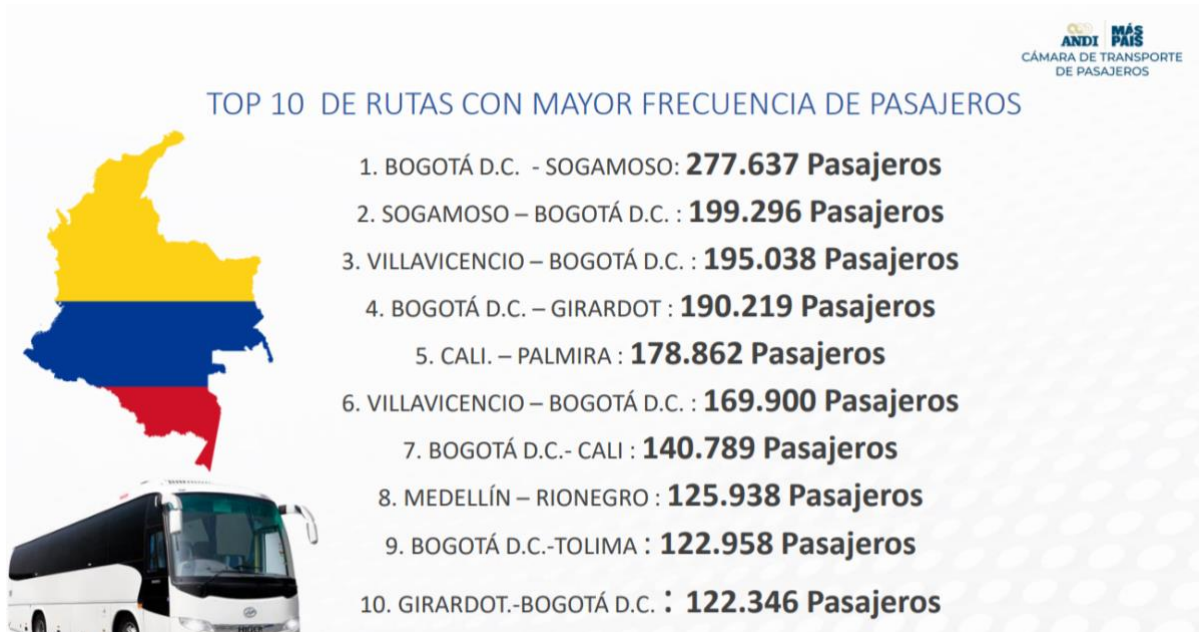 ANDI MÁS PAÍS
CÁMARA DE TRANSPORTE
DE PASAJEROS
TOP 10 DE RUTAS CON MAYOR FRECUENCIA DE PASAJEROS
1. BOGOTÁ D.C. - SOGAMOSO: 277.637 Pasajeros
2. SOGAMOSO – BOGOTÁ D.C. : 199.296 Pasajeros
3. VILLAVICENCIO – BOGOTÁ D.C. : 195.038 Pasajeros
4. BOGOTÁ D.C. – GIRARDOT : 190.219 Pasajeros
5. CALI. – PALMIRA : 178.862 Pasajeros
6. VILLAVICENCIO – BOGOTÁ D.C. : 169.900 Pasajeros
7. BOGOTÁ D.C.- CALI : 140.789 Pasajeros
8. MEDELLÍN – RIONEGRO : 125.938 Pasajeros
9. BOGOTÁ D.C.-TOLIMA : 122.958 Pasajeros
10. GIRARDOT.-BOGOTÁ D.C. : 122.346 Pasajeros